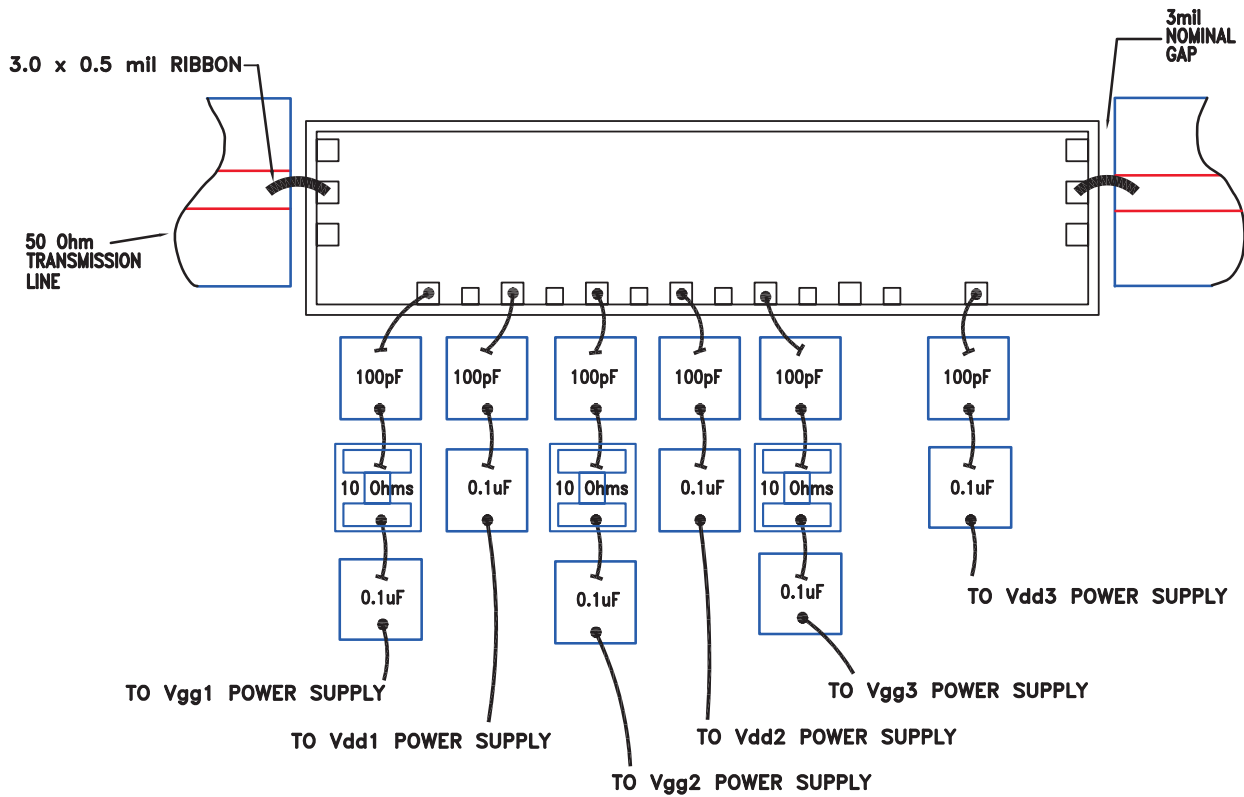 3mil
NOMINAL
GAP
3.0 x 0.5 mil RIBBON
50 Ohm
TRANSMISSION
LINE
100pF
100pF
100pF
100pF
100pF
100pF
10 Ohms
0.1uF
10 Ohms
0.1uF
10 Ohms
0.1uF
0.1uF
0.1uF
0.1uF
TO Vdd3 POWER SUPPLY
TO Vgg1 POWER SUPPLY
TO Vgg3 POWER SUPPLY
TO Vdd1 POWER SUPPLY
TO Vdd2 POWER SUPPLY
TO Vgg2 POWER SUPPLY